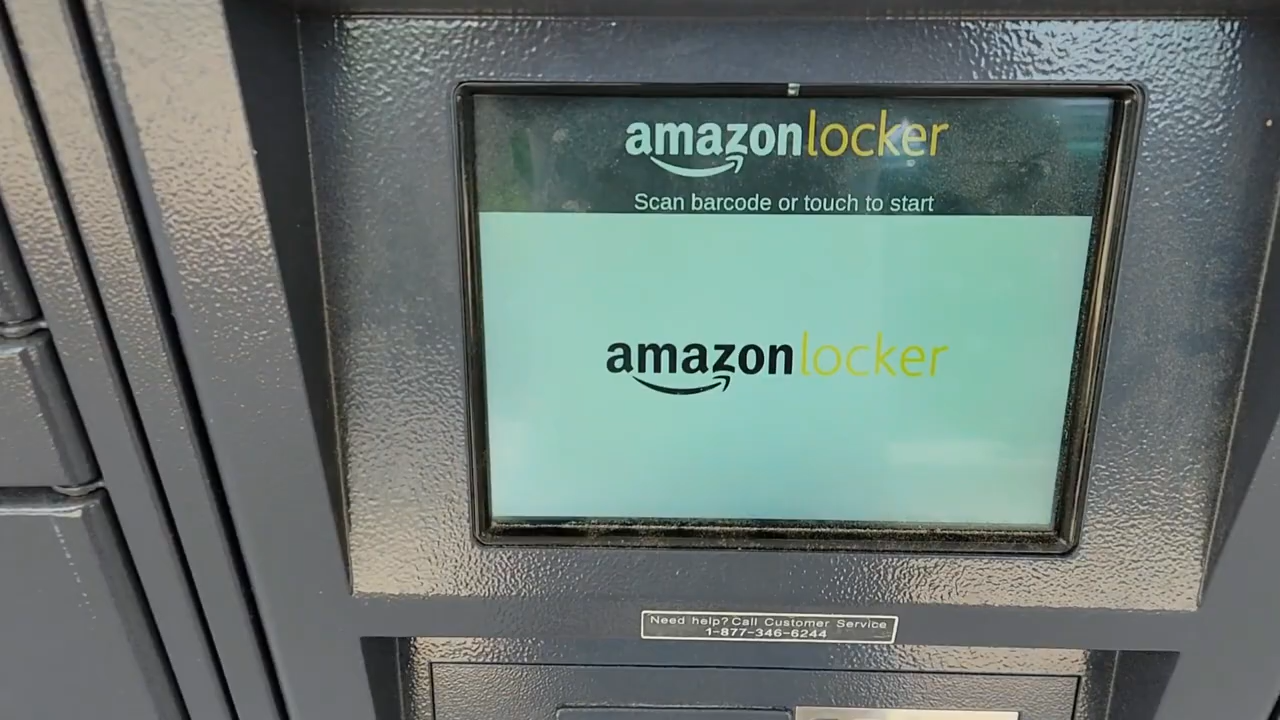 amazonlocker
Scan barcode or touch to start
amazonlocker
Need help? Call Customer Service
1-877-346-6244